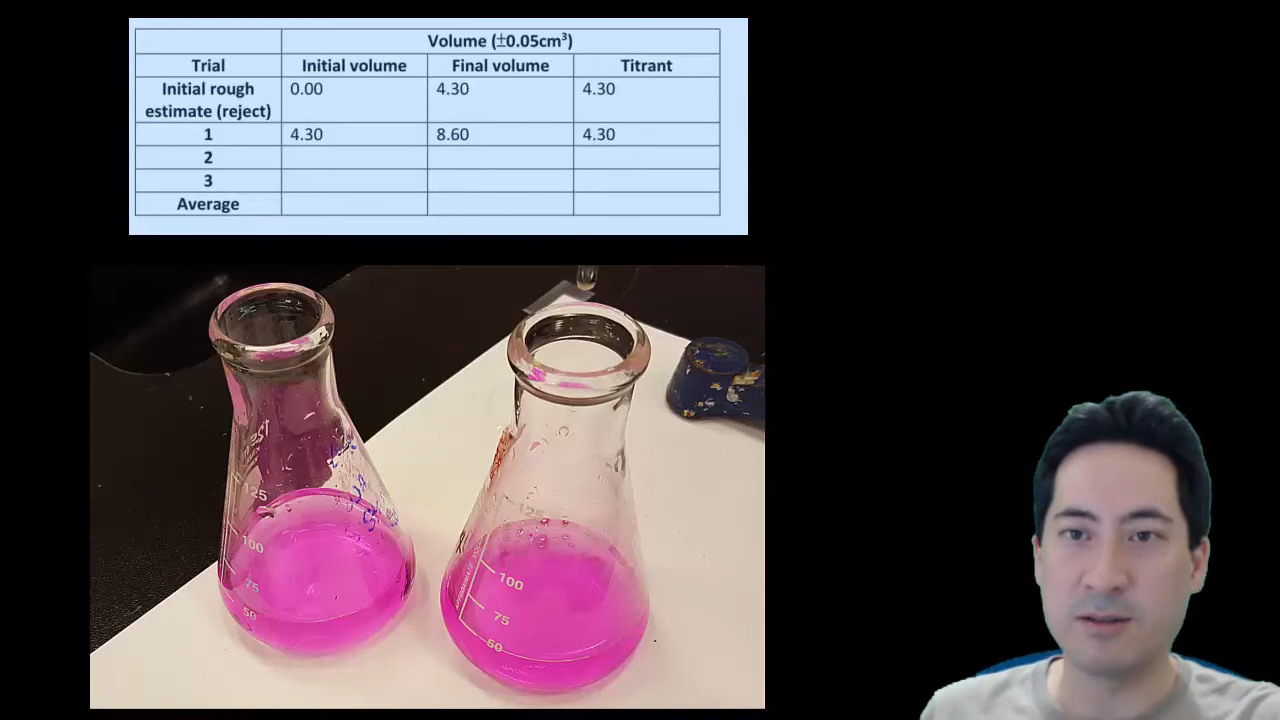 Volume (±0.05cm³)
Trial Initial volume Final volume Titrant
Initial rough estimate (reject) 0.00 4.30 4.30
1 4.30 8.60 4.30
2
3
Average
125
100
75
50
125
100
75
50